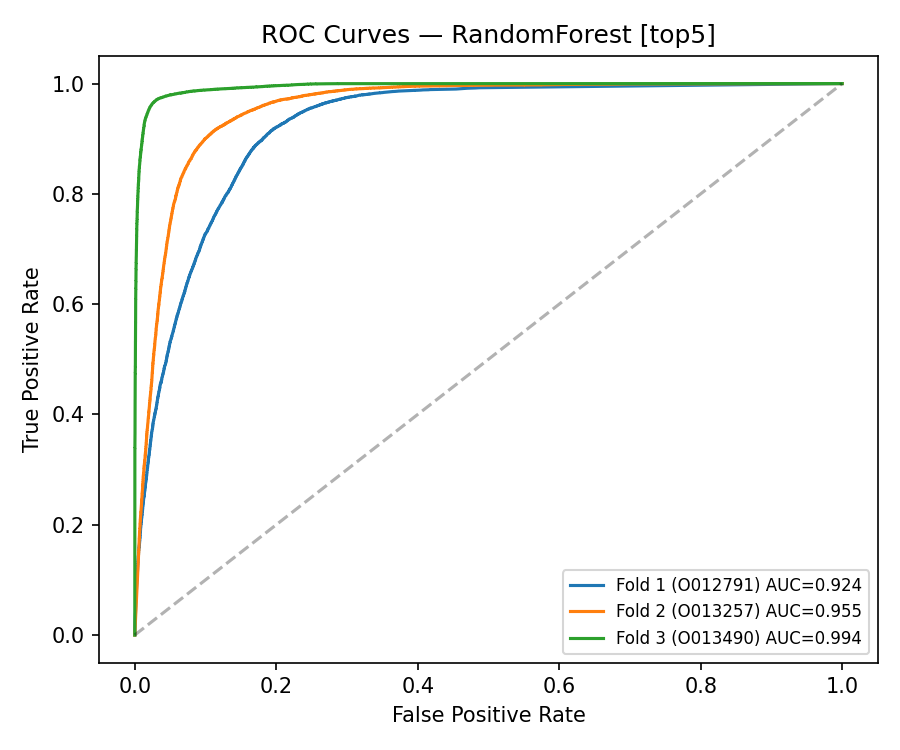 ROC Curves — RandomForest [top5]
True Positive Rate
1.0
0.8
0.6
0.4
0.2
0.0
0.0 0.2 0.4 0.6 0.8 1.0
False Positive Rate
Fold 1 (O012791) AUC=0.924
Fold 2 (O013257) AUC=0.955
Fold 3 (O013490) AUC=0.994